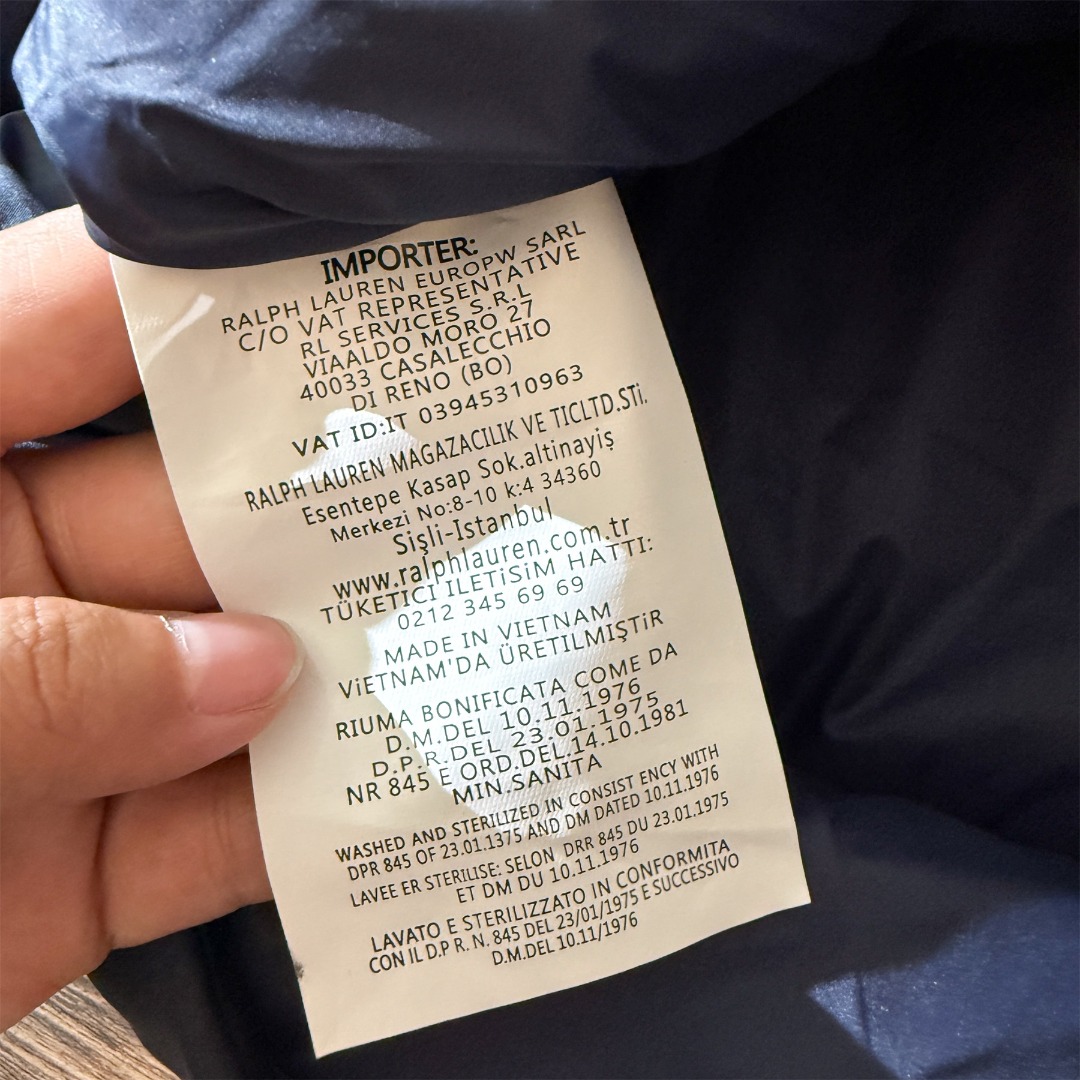 IMPORTER:
RALPH LAUREN EUROPW SARL
C/O VAT REPRESENTATIVE
RL SERVICES S.R.L
VIAALDO MORO 27
40033 CASALECCHIO
DI RENO (BO)
VAT ID:IT 03945310963
RALPH LAUREN MAGAZACILIK VE TICLTD.STi.
Esentepe Kasap Sok.altinayiş
Merkezi No:8-10 k:4 34360
Sişli-Istanbul
www.ralphlauren.com.tr
TÜKETiCI ILETiSiM HATTI:
0212 345 69 69
MADE IN VIETNAM
ViETNAM'DA ÜRETILMIŞTiR
RIUMA BONIFICATA COME DA
D.M.DEL 10.11.1976
D.P.R.DEL 23.01.1975
NR 845 E ORD.DEL.14.10.1981
MIN.SANITA
WASHED AND STERILIZED IN CONSIST ENCY WITH
DPR 845 OF 23.01.1375 AND DM DATED 10.11.1976
LAVEE ER STERILISE: SELON, DRR 845 DU 23.01.1975
ET DM DU 10.11.1976
LAVATO E STERILIZZATO IN CONFORMITA
CON IL D.P R. N. 845 DEL 23/01/1975 E SUCCESSIVO
D.M.DEL 10.11/1976